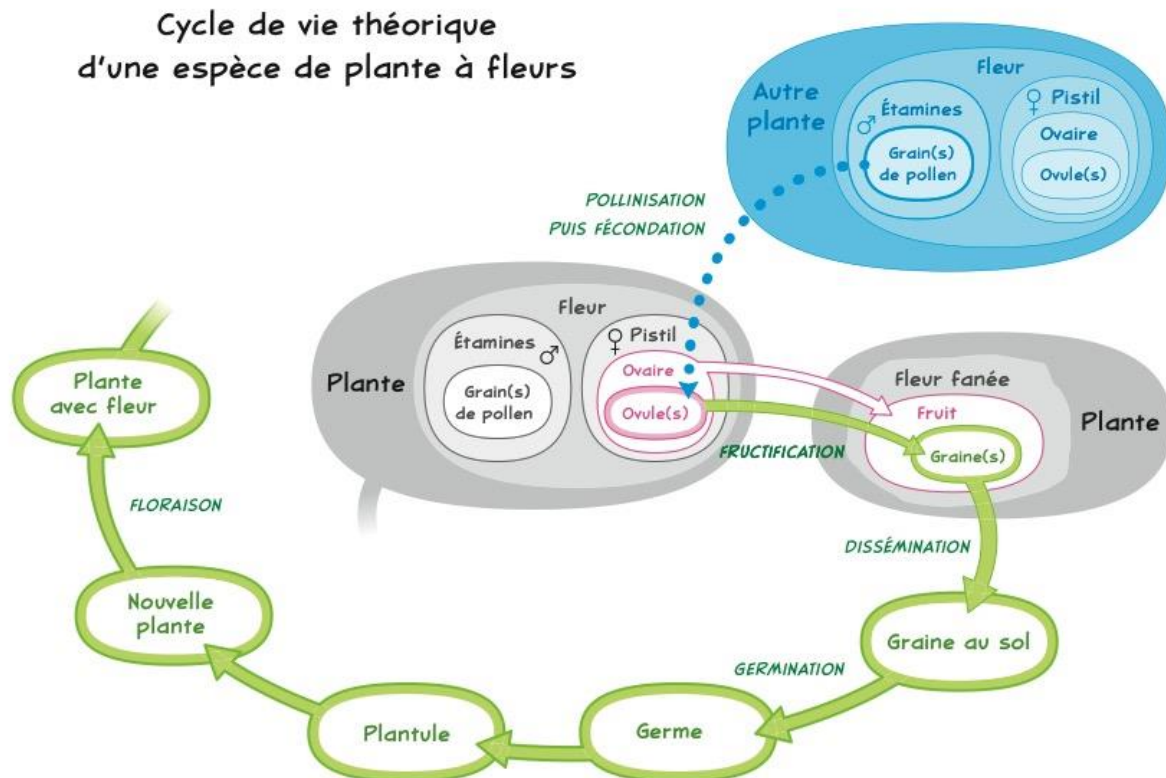 Cycle de vie théorique
d'une espèce de plante à fleurs
Autre
plante
Fleur
♂ Étamines
Grain(s)
de pollen
♀ Pistil
Ovaire
Ovule(s)
POLLINISATION
PUIS FÉCONDATION
Plante
Fleur
Étamines ♂
Grain(s)
de pollen
♀ Pistil
Ovaire
Ovule(s)
FRUCTIFICATION
Fleur fanée
Fruit
Graine(s)
Plante
DISSÉMINATION
Graine au sol
GERMINATION
Germe
Plantule
Nouvelle
plante
FLORAISON
Plante
avec fleur